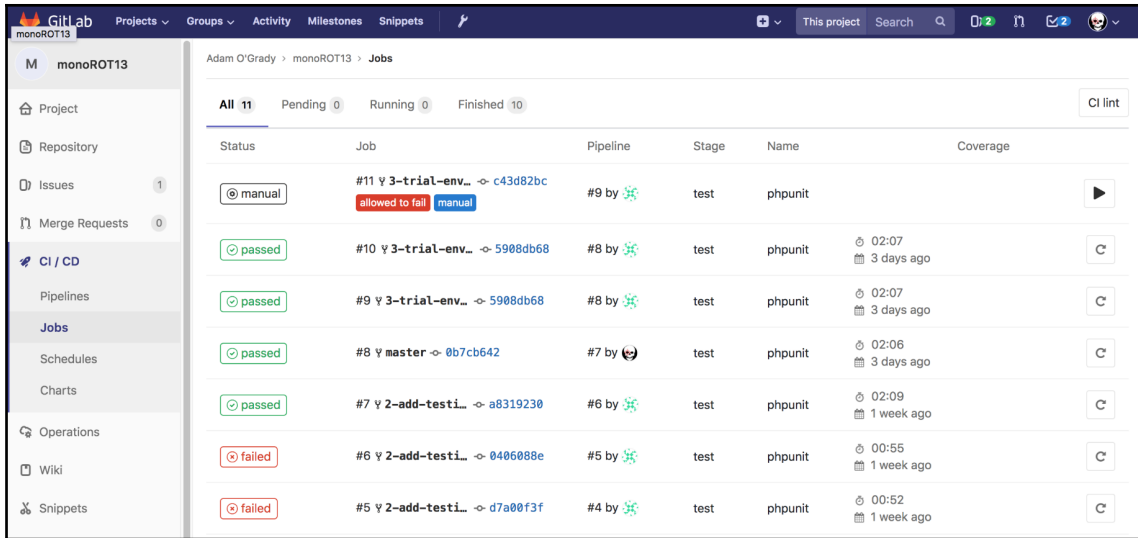 GitLab Projects Groups Activity Milestones Snippets This project Search 2 2
monoROT13
M monoROT13
Adam O'Grady > monoROT13 > Jobs
Project
Repository
Issues 1
Merge Requests 0
CI / CD
Pipelines
Jobs
Schedules
Charts
Operations
Wiki
Snippets
All 11 Pending 0 Running 0 Finished 10 CI lint
Status Job Pipeline Stage Name Coverage
manual #11 3-trial-env… c43d82bc #9 by test phpunit
allowed to fail manual
passed #10 3-trial-env… 5908db68 #8 by test phpunit 02:07
3 days ago
passed #9 3-trial-env… 5908db68 #8 by test phpunit 02:07
3 days ago
passed #8 master 0b7cb642 #7 by test phpunit 02:06
3 days ago
passed #7 2-add-testi… a8319230 #6 by test phpunit 02:09
1 week ago
failed #6 2-add-testi… 0406088e #5 by test phpunit 00:55
1 week ago
failed #5 2-add-testi… d7a00f3f #4 by test phpunit 00:52
1 week ago